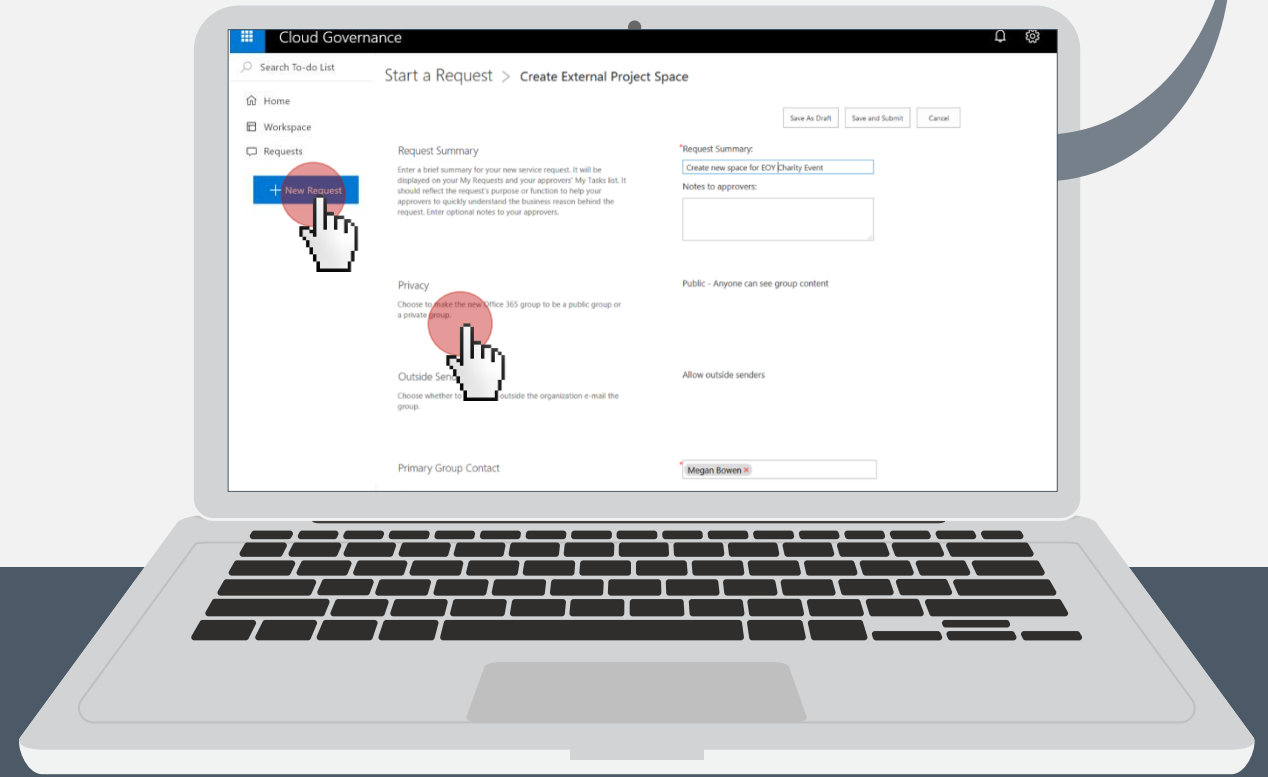 Cloud Governance
Search To-do List
Start a Request > Create External Project Space
Home
Workspace
Requests
+ New Request
Save As Draft
Save and Submit
Cancel
Request Summary
Enter a brief summary for your new service request. It will be
displayed on your My Requests and your approvers' My Tasks list. It
should reflect the request's purpose or function to help your
approvers to quickly understand the business reason behind the
request. Enter optional notes to your approvers.
*Request Summary:
Create new space for EOY Charity Event
Notes to approvers:
Privacy
Choose to make the new Office 365 group to be a public group or
a private group.
Public - Anyone can see group content
Outside
Choose whether to outside the organization e-mail the
group.
Allow outside senders
Primary Group Contact
* Megan Bowen ×